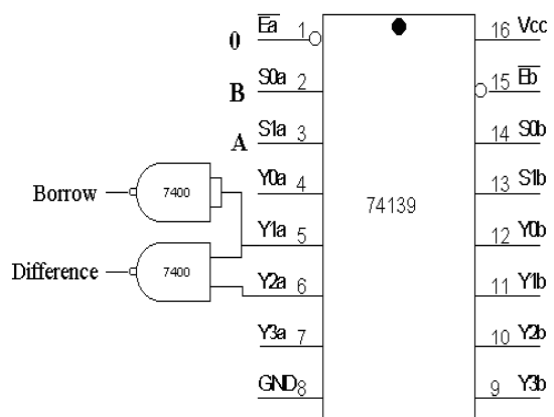 0 Ea 1 16 Vcc
B S0a 2 15 Eb
A S1a 3 14 S0b
Y0a 4 13 S1b
Borrow 7400
74139
Y1a 5 12 Y0b
Difference 7400
Y2a 6 11 Y1b
Y3a 7 10 Y2b
GND 8 9 Y3b